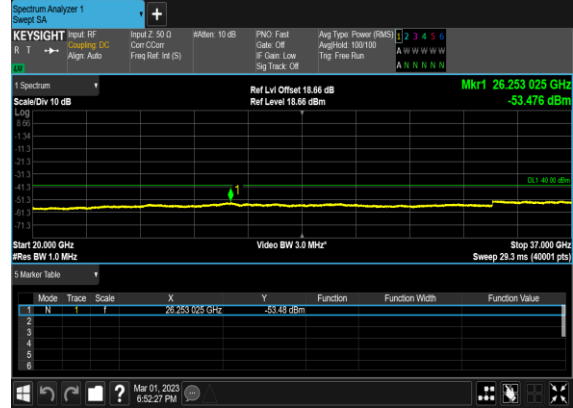 Spectrum Analyzer 1
Swept SA
+
KEYSIGHT
R T
LU
Input: RF
Coupling: DC
Align: Auto
Input Z: 50 Ω
Corr CCorr
Freq Ref: Int (S)
#Atten: 10 dB
PNO: Fast
Gate: Off
IF Gain: Low
Sig Track: Off
Avg Type: Power (RMS)
Avg|Hold: 100/100
Trig: Free Run
1 2 3 4 5 6
A W W W W W
A N N N N N
1 Spectrum
Scale/Div 10 dB
Ref Lvl Offset 18.66 dB
Ref Level 18.66 dBm
Mkr1 26.253 025 GHz
-53.476 dBm
Log
8.66
-1.34
-11.3
-21.3
-31.3
-41.3
-51.3
-61.3
-71.3
1
DL1 -40.00 dBm
Start 20.000 GHz
#Res BW 1.0 MHz
Video BW 3.0 MHz*
Stop 37.000 GHz
Sweep 29.3 ms (40001 pts)
5 Marker Table
Mode Trace Scale X Y Function Function Width Function Value
1 N 1 f 26.253 025 GHz -53.48 dBm
2
3
4
5
6
? Mar 01, 2023
6:52:27 PM